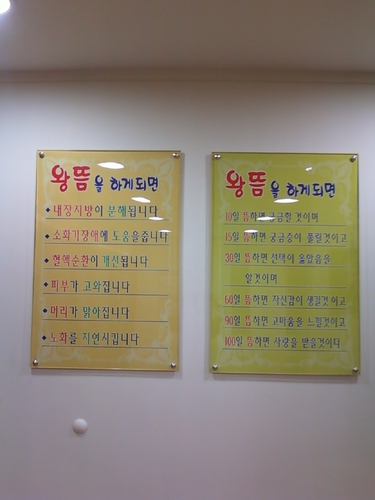 왕뜸을 하게되면
◆ 내장지방이 분해됩니다
◆ 소화기장애에 도움을줍니다
◆ 혈액순환이 개선됩니다
◆ 피부가 고와집니다
◆ 머리가 맑아집니다
◆ 노화를 지연시킵니다
왕뜸을 하게되면
10일 뜸하면 궁금할 것이며
15일 뜸하면 궁금증이 풀릴것이고
30일 뜸하면 선택이 옳았음을
알것이며
60일 뜸하면 자신감이 생길것 이고
90일 뜸하면 고마움을 느낄것이고
100일 뜸하면 사랑을 받을것이다